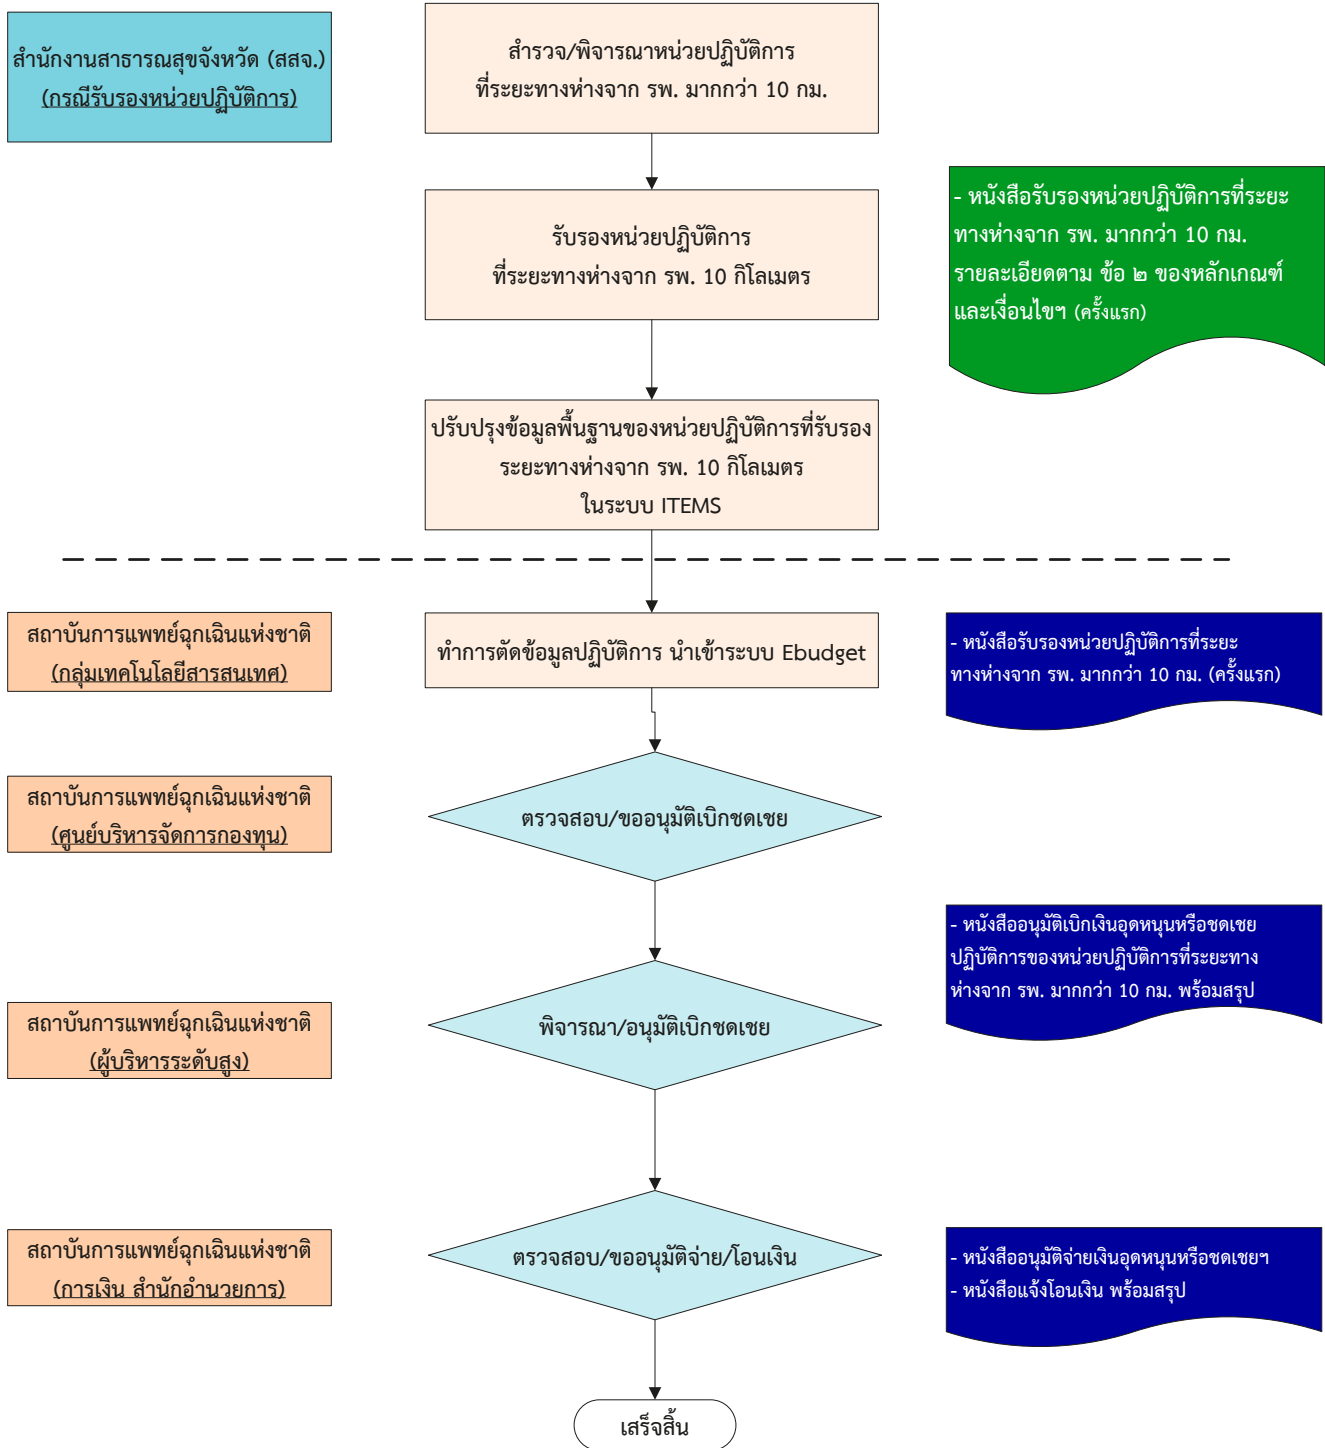 สำนักงานสาธารณสุขจังหวัด (สสจ.)
(กรณีรับรองหน่วยปฏิบัติการ)
สำรวจ/พิจารณาหน่วยปฏิบัติการ
ที่ระยะทางห่างจาก รพ. มากกว่า 10 กม.
รับรองหน่วยปฏิบัติการ
ที่ระยะทางห่างจาก รพ. 10 กิโลเมตร
- หนังสือรับรองหน่วยปฏิบัติการที่ระยะ
ทางห่างจาก รพ. มากกว่า 10 กม.
รายละเอียดตาม ข้อ ๒ ของหลักเกณฑ์
และเงื่อนไขฯ (ครั้งแรก)
ปรับปรุงข้อมูลพื้นฐานของหน่วยปฏิบัติการที่รับรอง
ระยะทางห่างจาก รพ. 10 กิโลเมตร
ในระบบ ITEMS
สถาบันการแพทย์ฉุกเฉินแห่งชาติ
(กลุ่มเทคโนโลยีสารสนเทศ)
ทำการตัดข้อมูลปฏิบัติการ นำเข้าระบบ Ebudget
- หนังสือรับรองหน่วยปฏิบัติการที่ระยะ
ทางห่างจาก รพ. มากกว่า 10 กม. (ครั้งแรก)
สถาบันการแพทย์ฉุกเฉินแห่งชาติ
(ศูนย์บริหารจัดการกองทุน)
ตรวจสอบ/ขออนุมัติเบิกชดเชย
- หนังสืออนุมัติเบิกเงินอุดหนุนหรือชดเชย
ปฏิบัติการของหน่วยปฏิบัติการที่ระยะทาง
ห่างจาก รพ. มากกว่า 10 กม. พร้อมสรุป
สถาบันการแพทย์ฉุกเฉินแห่งชาติ
(ผู้บริหารระดับสูง)
พิจารณา/อนุมัติเบิกชดเชย
สถาบันการแพทย์ฉุกเฉินแห่งชาติ
(การเงิน สำนักอำนวยการ)
ตรวจสอบ/ขออนุมัติจ่าย/โอนเงิน
- หนังสืออนุมัติจ่ายเงินอุดหนุนหรือชดเชยฯ
- หนังสือแจ้งโอนเงิน พร้อมสรุป
เสร็จสิ้น